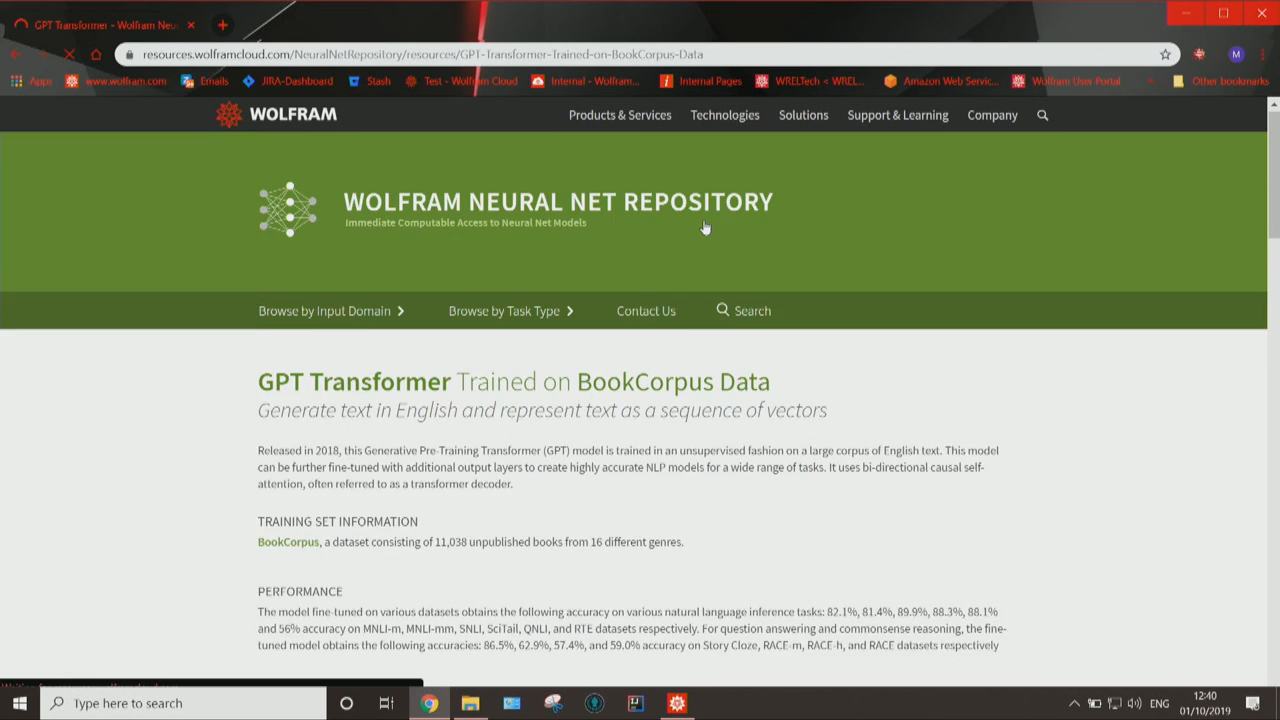 GPT Transformer - Wolfram Neu
resources.wolframcloud.com/NeuralNetRepository/resources/GPT-Transformer-Trained-on-BookCorpus-Data
M
Apps www.wolfram.com Emails JIRA-Dashboard Stash Test - Wolfram Cloud Internal - Wolfram... Internal Pages WRELTech < WREL... Amazon Web Servic... Wolfram User Portal Other bookmarks
WOLFRAM Products & Services Technologies Solutions Support & Learning Company
WOLFRAM NEURAL NET REPOSITORY
Immediate Computable Access to Neural Net Models
Browse by Input Domain Browse by Task Type Contact Us Search
GPT Transformer Trained on BookCorpus Data
Generate text in English and represent text as a sequence of vectors
Released in 2018, this Generative Pre-Training Transformer (GPT) model is trained in an unsupervised fashion on a large corpus of English text. This model
can be further fine-tuned with additional output layers to create highly accurate NLP models for a wide range of tasks. It uses bi-directional causal self-
attention, often referred to as a transformer decoder.
TRAINING SET INFORMATION
BookCorpus, a dataset consisting of 11,038 unpublished books from 16 different genres.
PERFORMANCE
The model fine-tuned on various datasets obtains the following accuracy on various natural language inference tasks: 82.1%, 81.4%, 89.9%, 88.3%, 88.1%
and 56% accuracy on MNLI-m, MNLI-mm, SNLI, SciTail, QNLI, and RTE datasets respectively. For question answering and commonsense reasoning, the fine-
tuned model obtains the following accuracies: 86.5%, 62.9%, 57.4%, and 59.0% accuracy on Story Cloze, RACE-m, RACE-h, and RACE datasets respectively
Type here to search ENG 12:40
01/10/2019